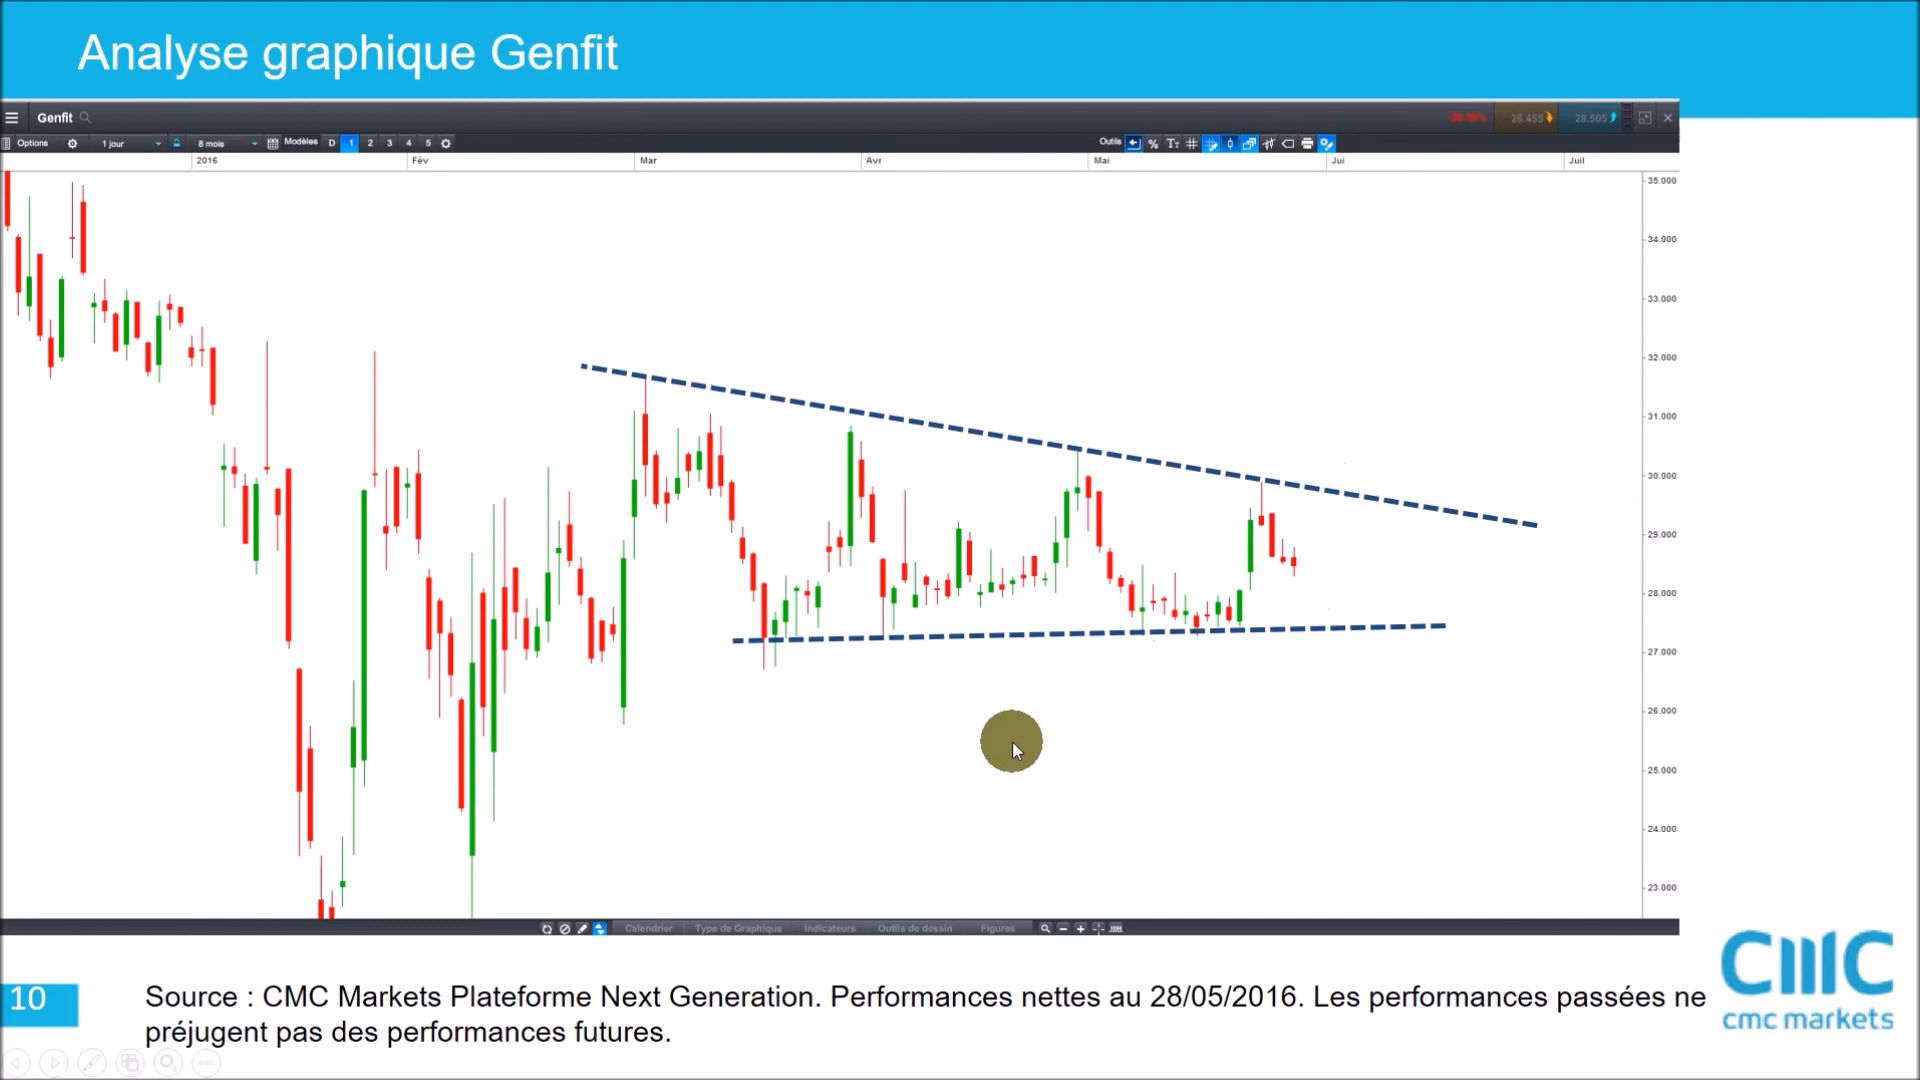 Analyse graphique Genfit
Genfit
28.455 28.505
Options 1 jour 8 mois Modèles D 1 2 3 4 5 Outils
2016 Fév Mar Avr Mai Jui Juil
35.000
34.000
33.000
32.000
31.000
30.000
29.000
28.000
27.000
26.000
25.000
24.000
23.000
Calendrier Type de Graphique Indicateurs Outils de dessin Figures
10
Source : CMC Markets Plateforme Next Generation. Performances nettes au 28/05/2016. Les performances passées ne
préjugent pas des performances futures.
CMC
cmc markets